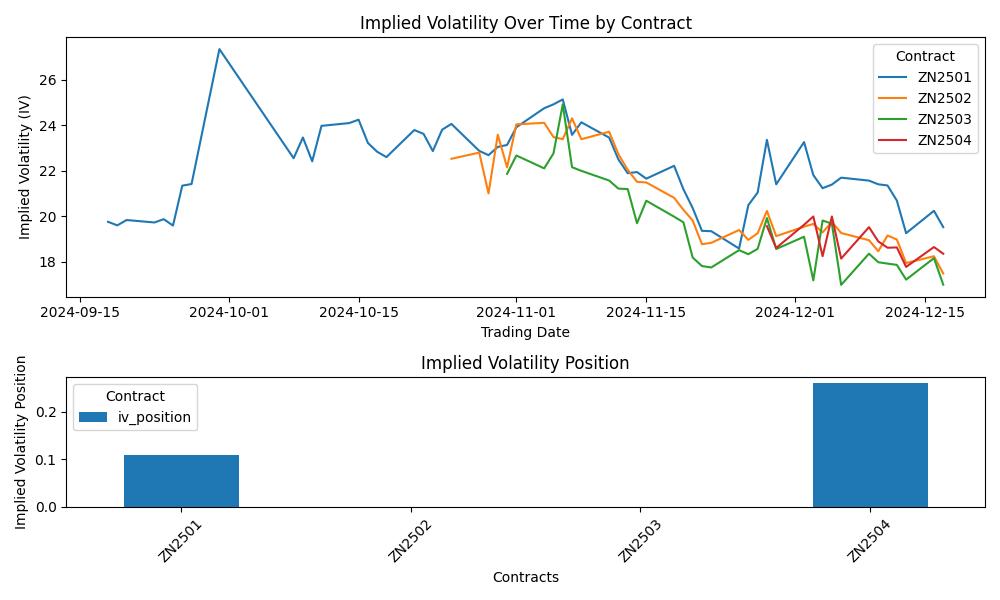 Implied Volatility Over Time by Contract
Implied Volatility (IV)
26
24
22
20
18
Contract
ZN2501
ZN2502
ZN2503
ZN2504
2024-09-15 2024-10-01 2024-10-15 2024-11-01 2024-11-15 2024-12-01 2024-12-15
Trading Date
Implied Volatility Position
Implied Volatility Position
0.2
0.1
0.0
Contract
iv_position
ZN2501 ZN2502 ZN2503 ZN2504
Contracts